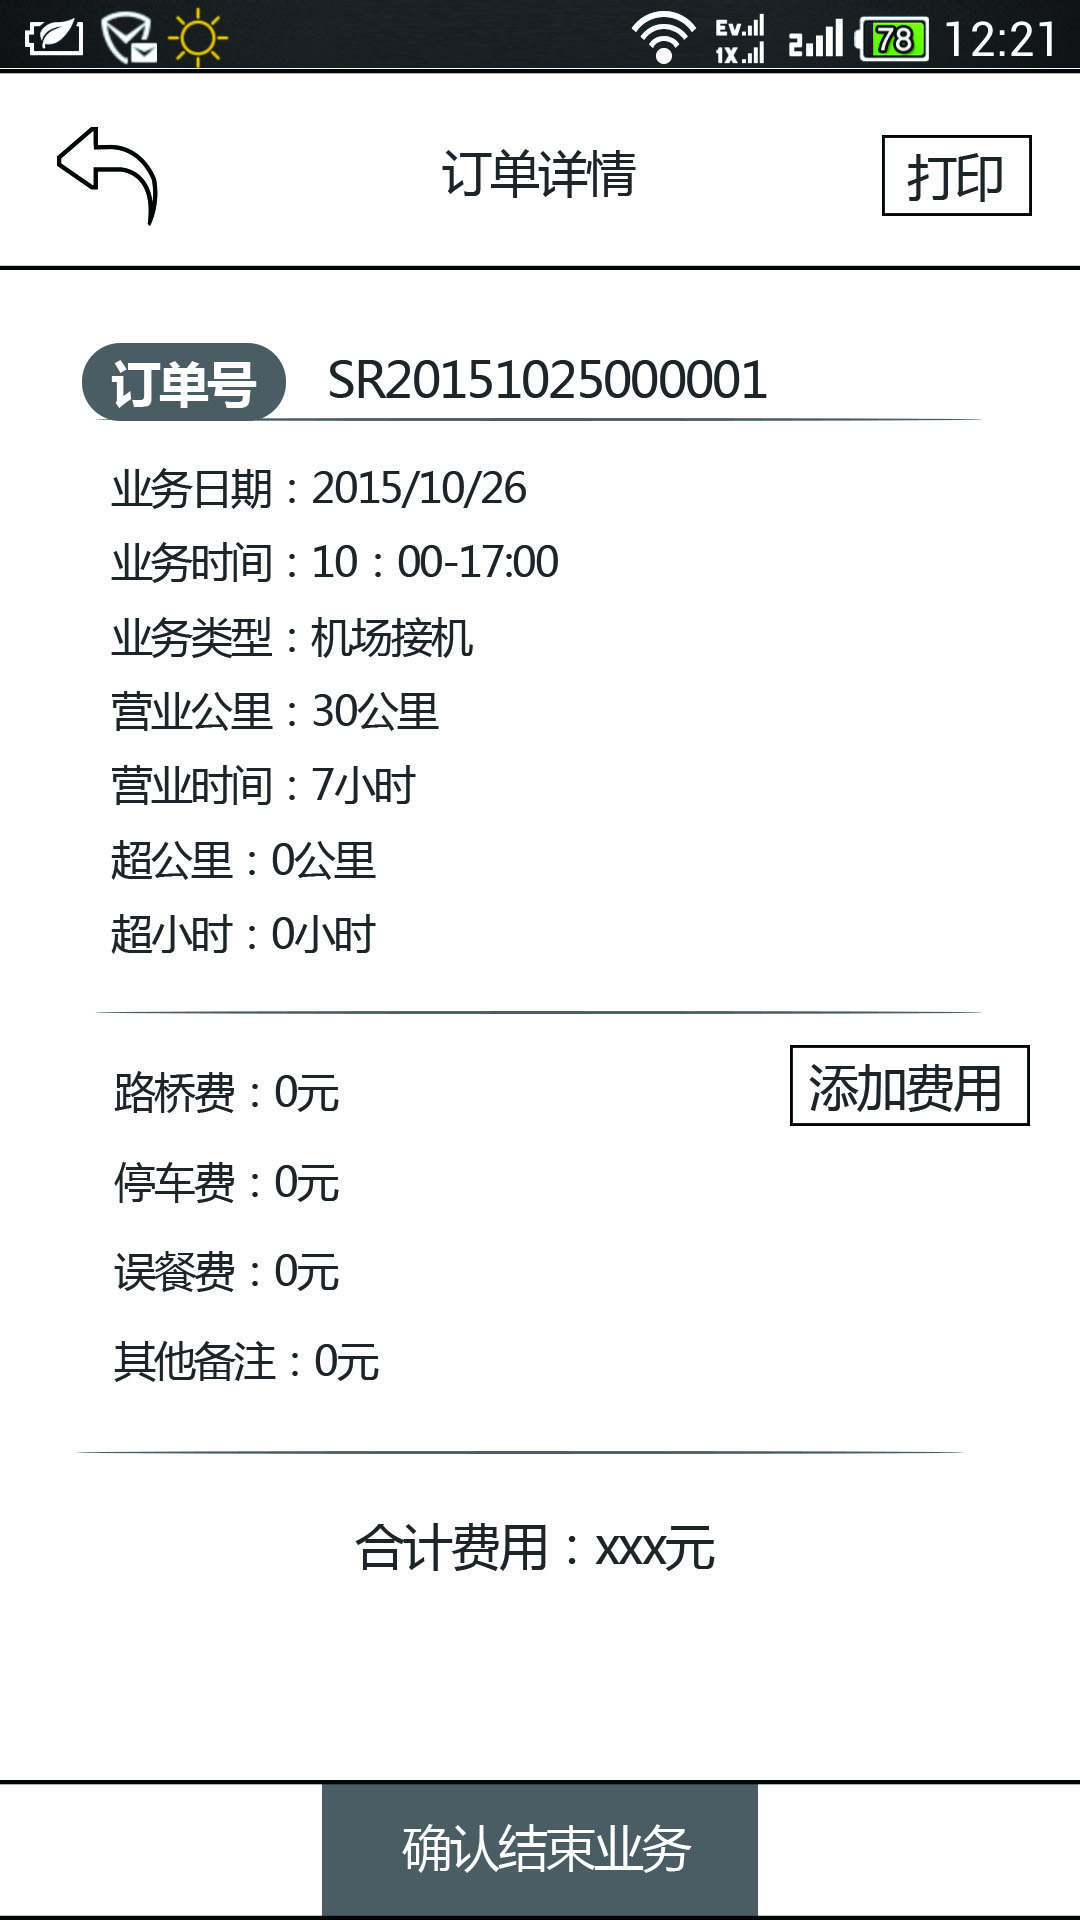 Ev 1X 2 78 12:21
订单详情 打印
订单号 SR20151025000001
业务日期：2015/10/26
业务时间：10：00-17:00
业务类型：机场接机
营业公里：30公里
营业时间：7小时
超公里：0公里
超小时：0小时
路桥费：0元 添加费用
停车费：0元
误餐费：0元
其他备注：0元
合计费用：xxx元
确认结束业务